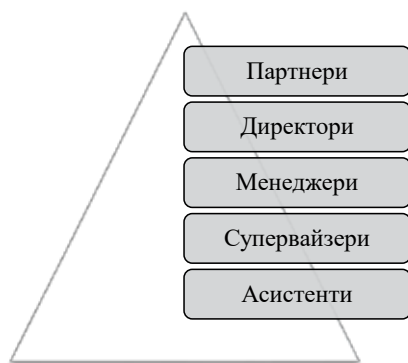 Партнери
Директори
Менеджери
Супервайзери
Асистенти